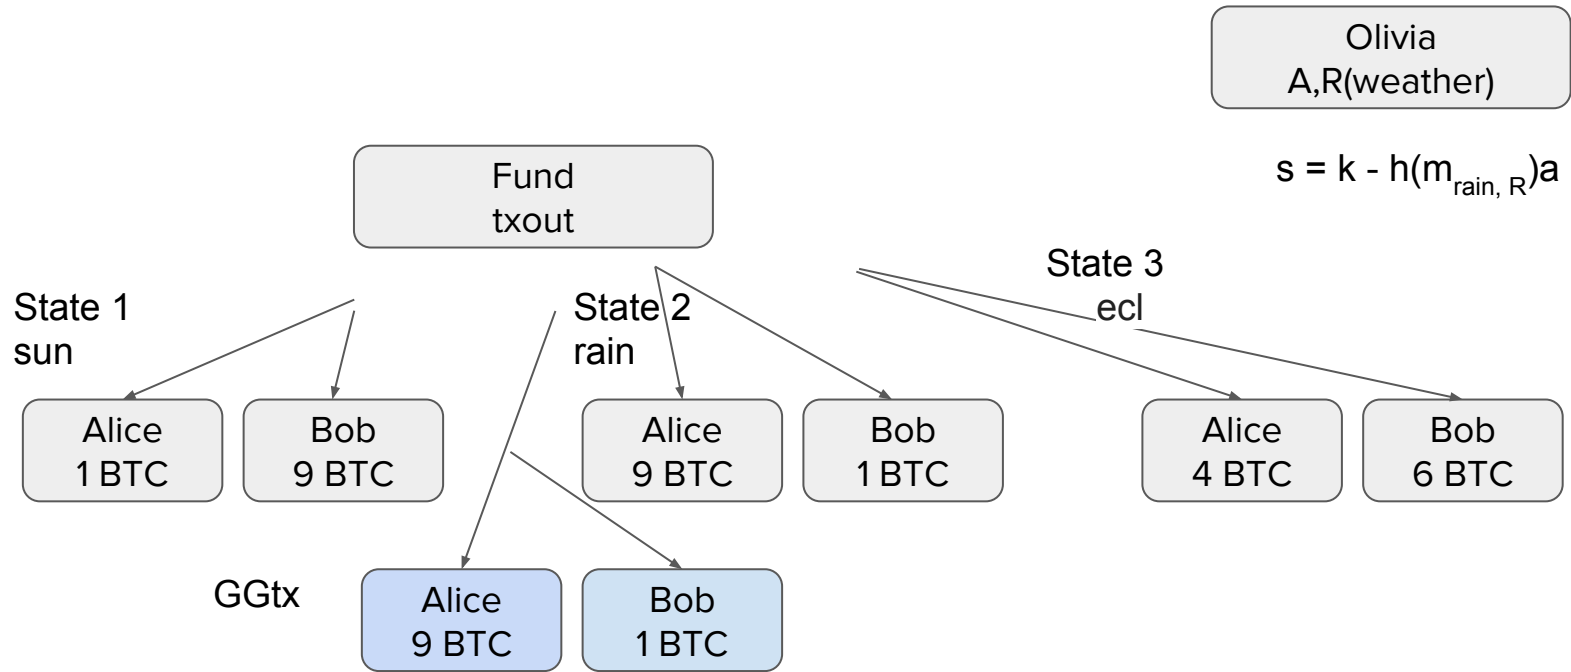 Olivia
A,R(weather)
s = k - h(m_rain, R)a
Fund
txout
State 1
sun
State 2
rain
State 3
ecl
Alice
1 BTC
Bob
9 BTC
Alice
9 BTC
Bob
1 BTC
Alice
4 BTC
Bob
6 BTC
GGtx
Alice
9 BTC
Bob
1 BTC